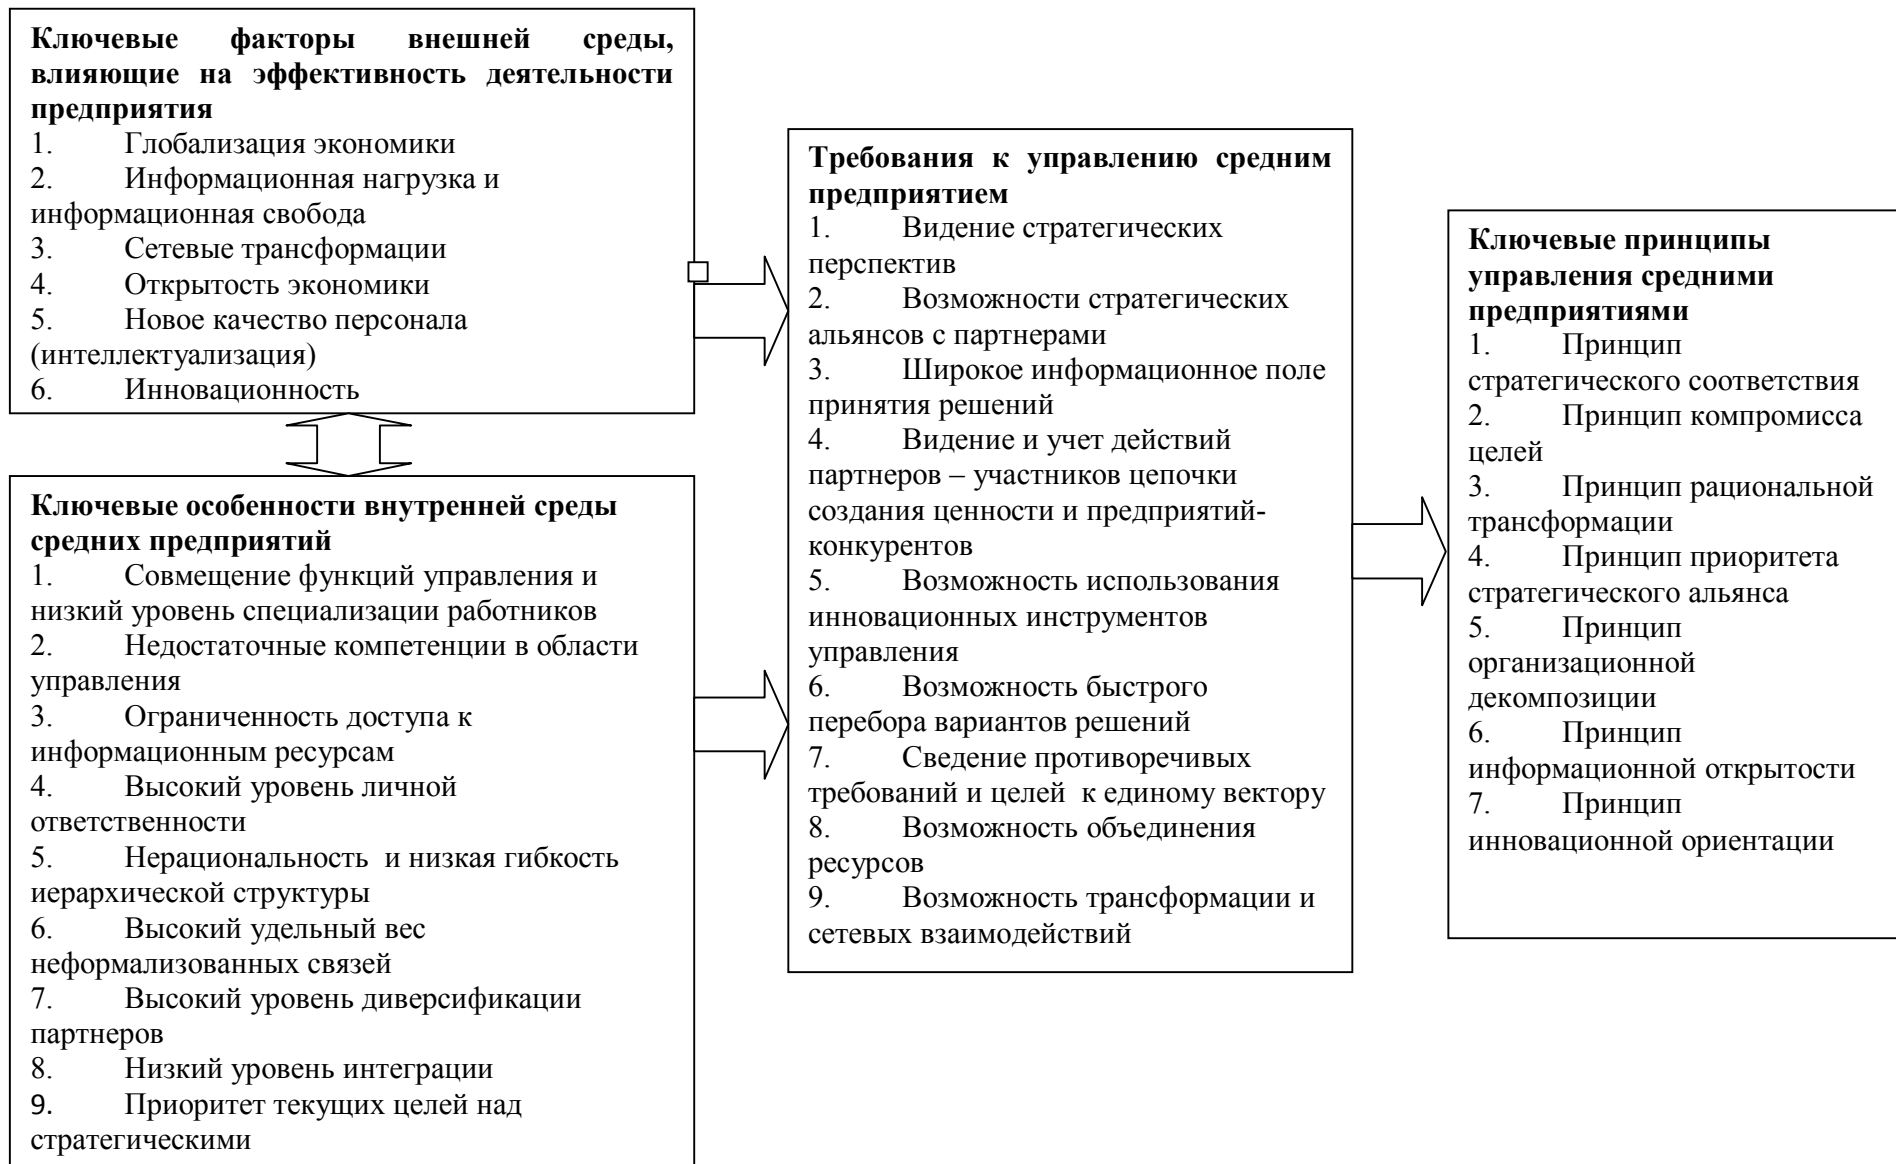 Ключевые факторы внешней среды,
влияющие на эффективность деятельности
предприятия
1. Глобализация экономики
2. Информационная нагрузка и
информационная свобода
3. Сетевые трансформации
4. Открытость экономики
5. Новое качество персонала
(интеллектуализация)
6. Инновационность
Ключевые особенности внутренней среды
средних предприятий
1. Совмещение функций управления и
низкий уровень специализации работников
2. Недостаточные компетенции в области
управления
3. Ограниченность доступа к
информационным ресурсам
4. Высокий уровень личной
ответственности
5. Нерациональность и низкая гибкость
иерархической структуры
6. Высокий удельный вес
неформализованных связей
7. Высокий уровень диверсификации
партнеров
8. Низкий уровень интеграции
9. Приоритет текущих целей над
стратегическими
Требования к управлению средним
предприятием
1. Видение стратегических
перспектив
2. Возможности стратегических
альянсов с партнерами
3. Широкое информационное поле
принятия решений
4. Видение и учет действий
партнеров – участников цепочки
создания ценности и предприятий-
конкурентов
5. Возможность использования
инновационных инструментов
управления
6. Возможность быстрого
перебора вариантов решений
7. Сведение противоречивых
требований и целей к единому вектору
8. Возможность объединения
ресурсов
9. Возможность трансформации и
сетевых взаимодействий
Ключевые принципы
управления средними
предприятиями
1. Принцип
стратегического соответствия
2. Принцип компромисса
целей
3. Принцип рациональной
трансформации
4. Принцип приоритета
стратегического альянса
5. Принцип
организационной
декомпозиции
6. Принцип
информационной открытости
7. Принцип
инновационной ориентации